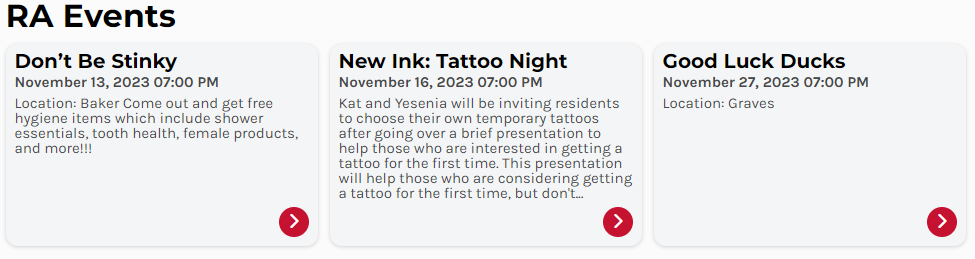 RA Events
Don’t Be Stinky
November 13, 2023 07:00 PM
Location: Baker Come out and get free
hygiene items which include shower
essentials, tooth health, female products,
and more!!!
New Ink: Tattoo Night
November 16, 2023 07:00 PM
Kat and Yesenia will be inviting residents
to choose their own temporary tattoos
after going over a brief presentation to
help those who are interested in getting a
tattoo for the first time. This presentation
will help those who are considering getting
a tattoo for the first time, but don't...
Good Luck Ducks
November 27, 2023 07:00 PM
Location: Graves